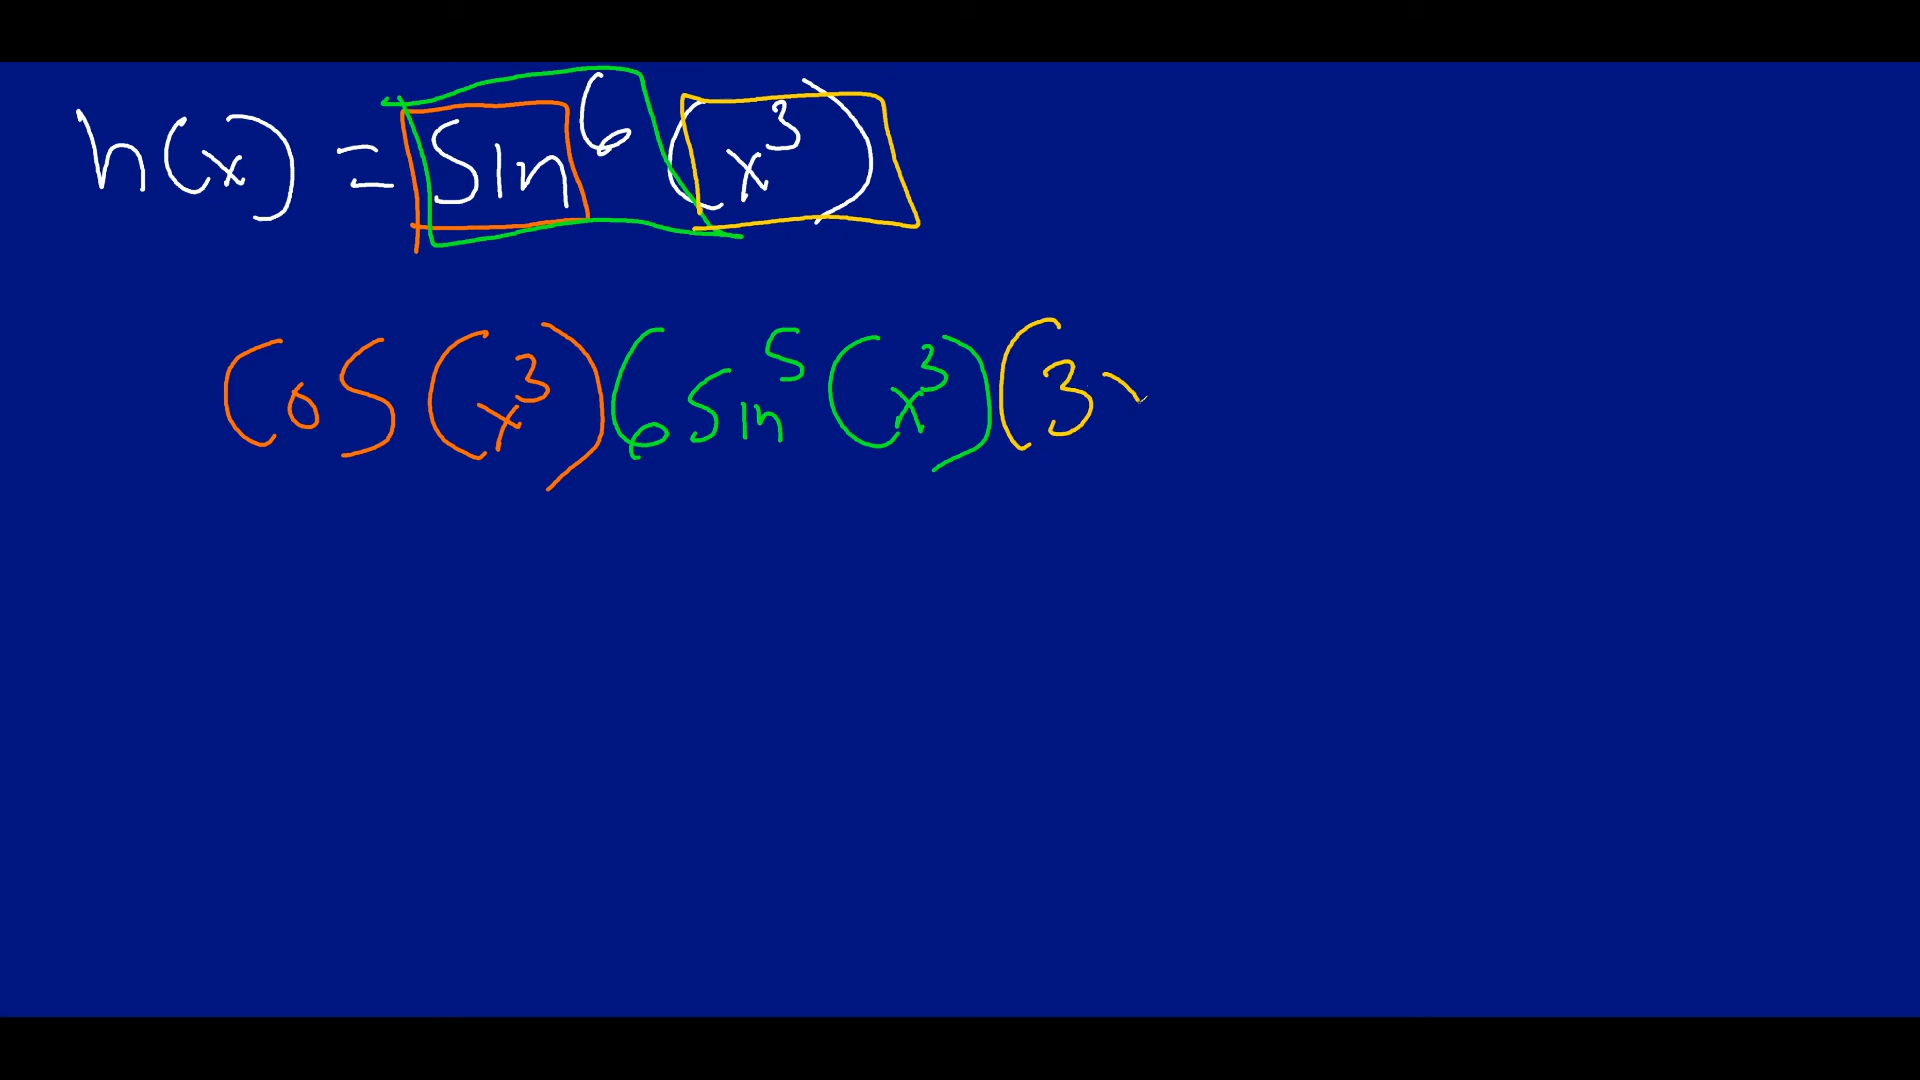 h(x) = sin⁶(x³)
cos(x³)(6sin⁵(x³)(3